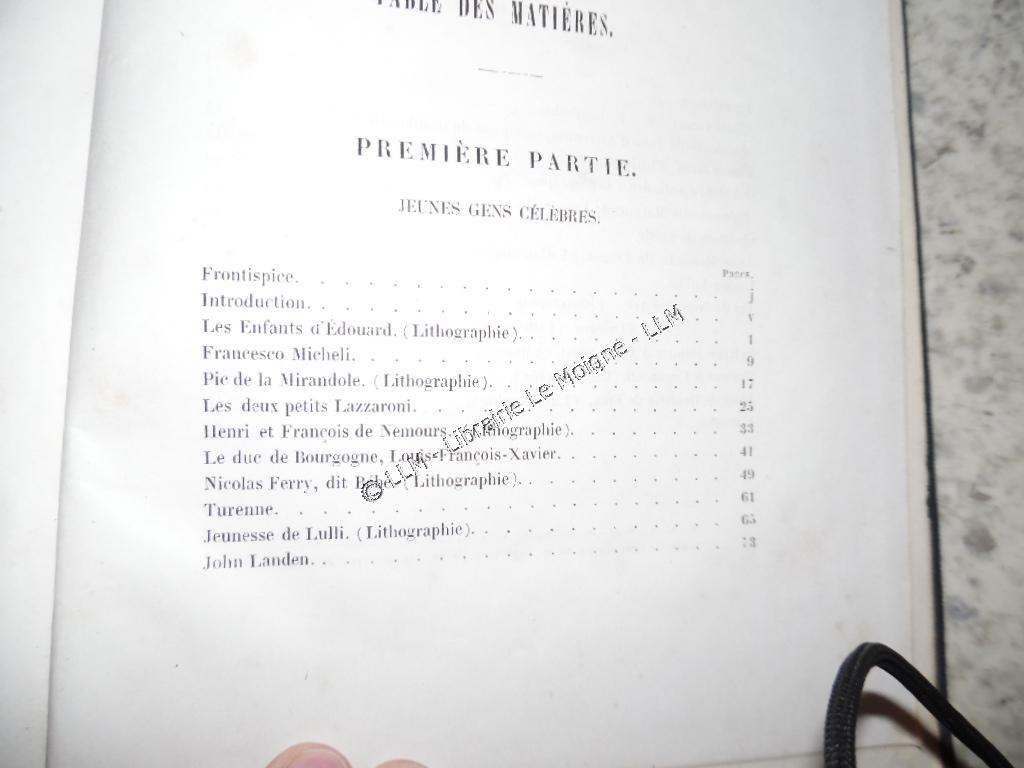 TABLE DES MATIÈRES.
PREMIÈRE PARTIE.
JEUNES GENS CÉLÈBRES.
Pages.
Frontispice. . . . . . . . . . . . . . . . . j
Introduction. . . . . . . . . . . . . . . . . v
Les Enfants d'Édouard. (Lithographie). . . . . . . . . 1
Francesco Micheli. . . . . . . . . . . . . . . 9
Pic de la Mirandole. (Lithographie). . . . . . . . . . 17
Les deux petits Lazzaroni. . . . . . . . . . . . . 25
Henri et François de Nemours. (Lithographie). . . . . . . 33
Le duc de Bourgogne, Louis-François-Xavier. . . . . . . . 41
Nicolas Ferry, dit Bébé. (Lithographie). . . . . . . . . 49
Turenne. . . . . . . . . . . . . . . . . . 61
Jeunesse de Lulli. (Lithographie). . . . . . . . . . . 65
John Landen. . . . . . . . . . . . . . . . . 73
© LLM - Librairie Le Moigne - LLM